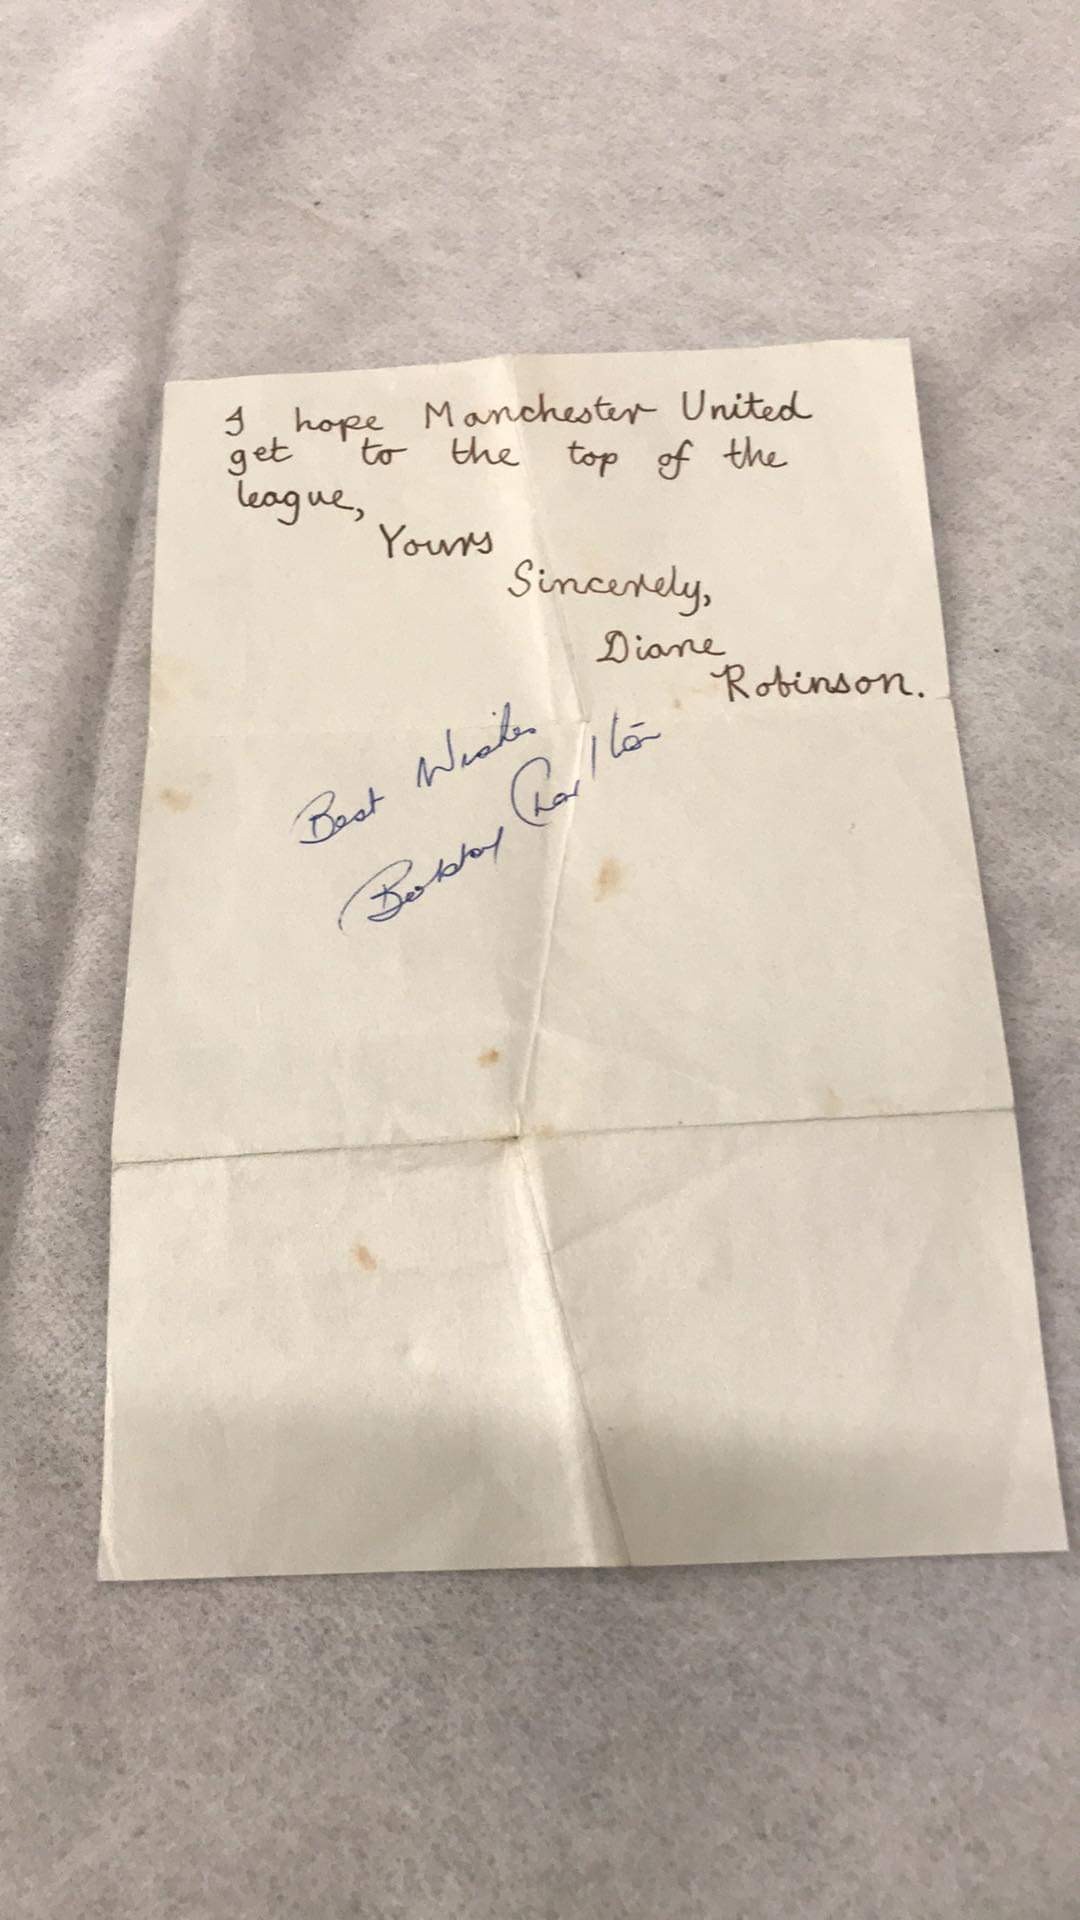 I hope Manchester United
get to the top of the
league,
Yours
Sincerely,
Diane
Robinson.
Best Wishes
Bobby Charlton